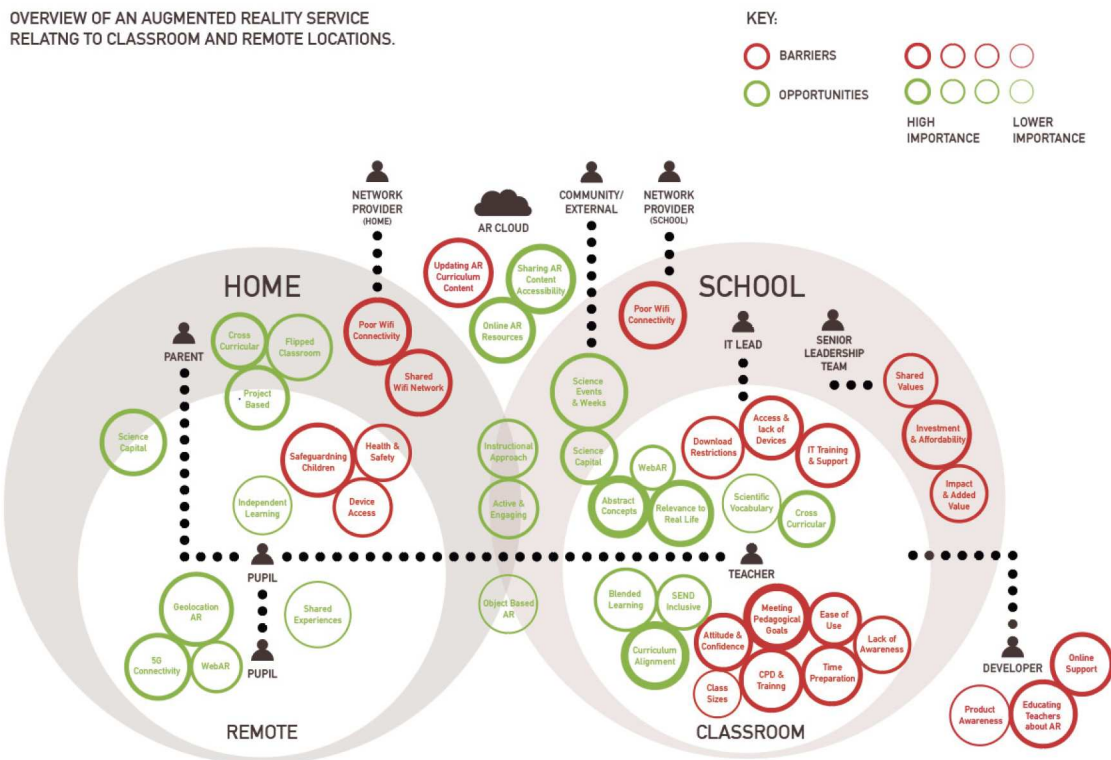 OVERVIEW OF AN AUGMENTED REALITY SERVICE
RELATNG TO CLASSROOM AND REMOTE LOCATIONS.
KEY:
BARRIERS
OPPORTUNITIES
HIGH
IMPORTANCE
LOWER
IMPORTANCE
NETWORK
PROVIDER
(HOME)
AR CLOUD
COMMUNITY/
EXTERNAL
NETWORK
PROVIDER
(SCHOOL)
HOME
Updating AR
Curriculum
Content
Sharing AR
Content
Accessibility
Online AR
Resources
SCHOOL
Poor Wifi
Connectivity
Shared
Wifi Network
Poor Wifi
Connectivity
PARENT
Cross
Curricular
Flipped
Classroom
Project
Based
Science
Capital
IT LEAD
SENIOR
LEADERSHIP
TEAM
Shared
Values
Investment
& Affordability
Impact
& Added
Value
Science
Events
& Weeks
Science
Capital
Abstract
Concepts
WebAR
Relevance to
Real Life
Download
Restrictions
Access &
lack of
Devices
IT Training
& Support
Scientific
Vocabulary
Cross
Curricular
Safeguardning
Children
Health &
Safety
Device
Access
Independent
Learning
Instructional
Approach
Active &
Engaging
Object Based
AR
PUPIL
TEACHER
Geolocation
AR
5G
Connectivity
WebAR
Shared
Experiences
PUPIL
Blended
Learning
SEND
Inclusive
Curriculum
Alignment
Attitude &
Confidence
Meeting
Pedagogical
Goals
Ease of
Use
Lack of
Awareness
Class
Sizes
CPD &
Trainng
Time
Preparation
DEVELOPER
Online
Support
Product
Awareness
Educating
Teachers
about AR
REMOTE
CLASSROOM